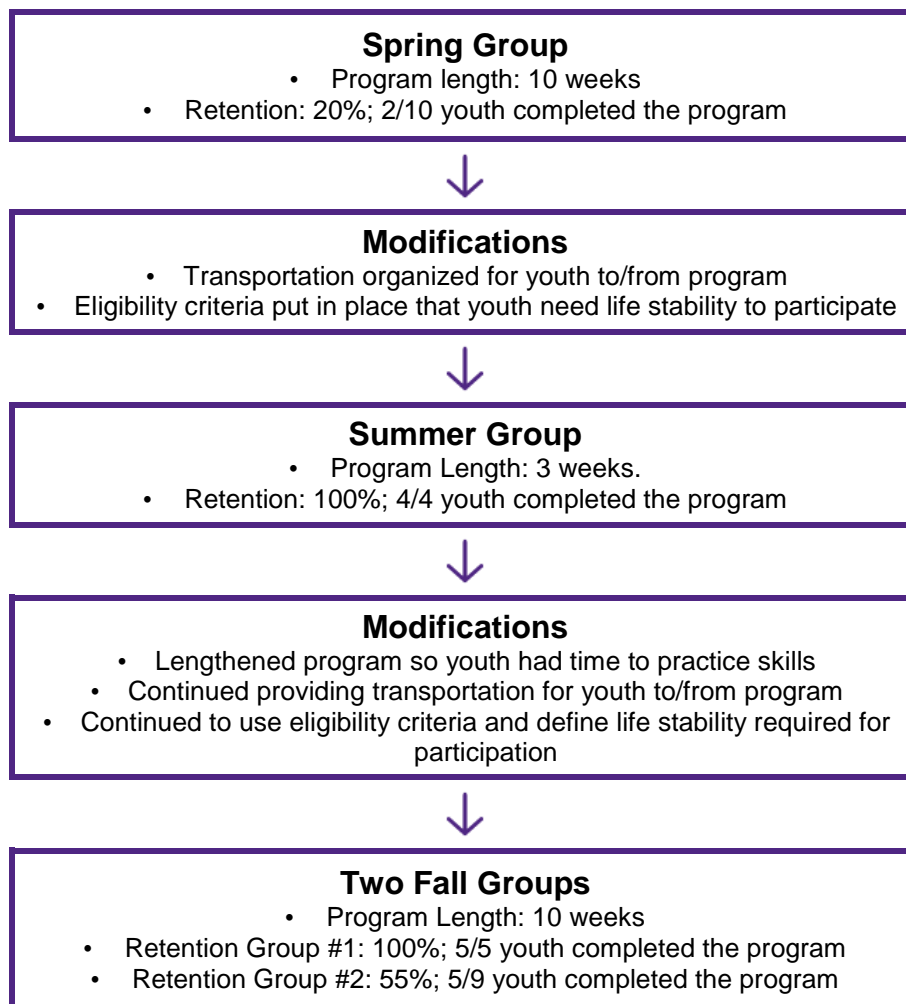 Spring Group
• Program length: 10 weeks
• Retention: 20%; 2/10 youth completed the program
Modifications
• Transportation organized for youth to/from program
• Eligibility criteria put in place that youth need life stability to participate
Summer Group
• Program Length: 3 weeks.
• Retention: 100%; 4/4 youth completed the program
Modifications
• Lengthened program so youth had time to practice skills
• Continued providing transportation for youth to/from program
• Continued to use eligibility criteria and define life stability required for
participation
Two Fall Groups
• Program Length: 10 weeks
• Retention Group #1: 100%; 5/5 youth completed the program
• Retention Group #2: 55%; 5/9 youth completed the program